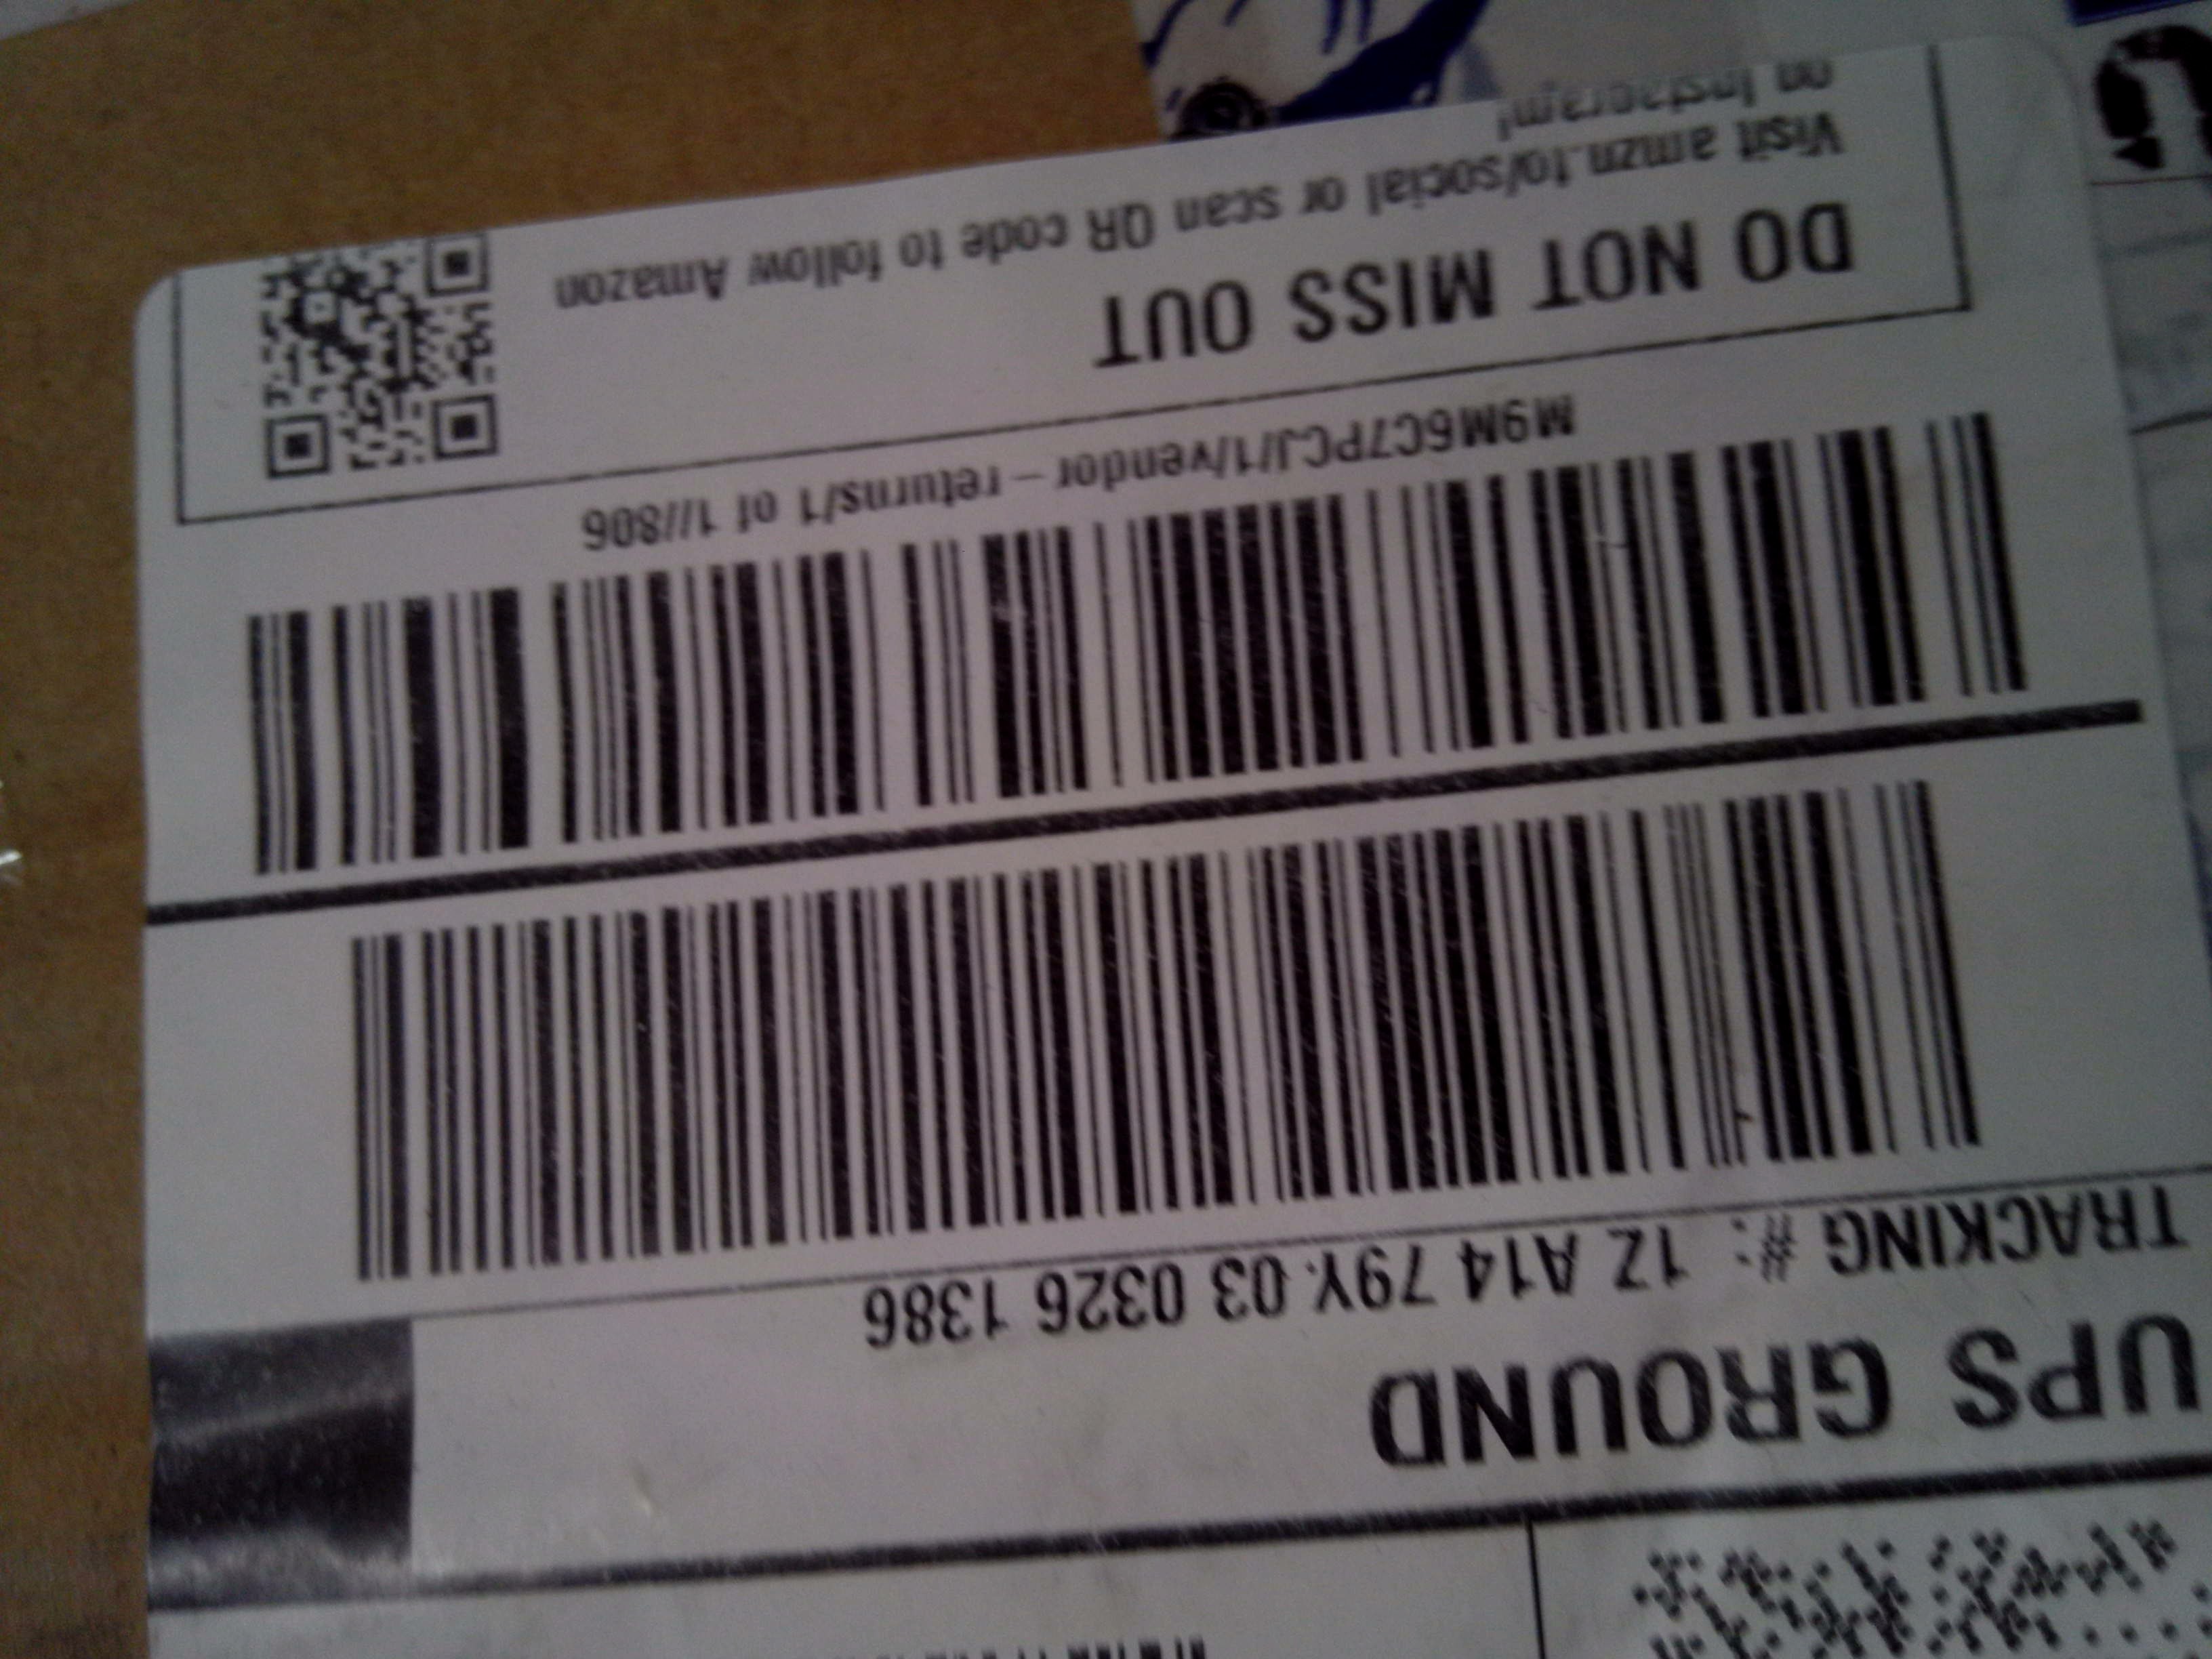 UPS GROUND
TRACKING #: 1Z A14 79Y 03 0326 1386
M9M6C7PCJ/1/vendor-returns/1 of 1//806
DO NOT MISS OUT
Visit amzn.to/social or scan QR code to follow Amazon
on Instagram!